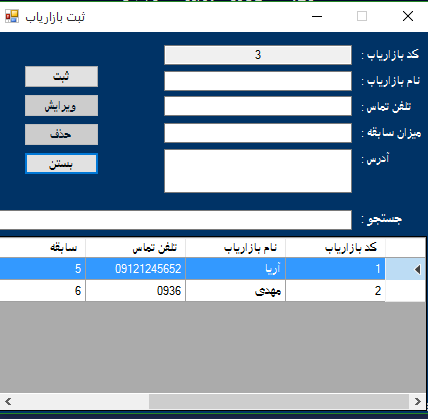 ثبت بازاریاب
کد بازاریاب : 3
نام بازاریاب :
تلفن تماس :
میزان سابقه :
آدرس :
ثبت
ویرایش
حذف
بستن
جستجو :
کد بازاریاب نام بازاریاب تلفن تماس سابقه
1 آریا 09121245652 5
2 مهدی 0936 6